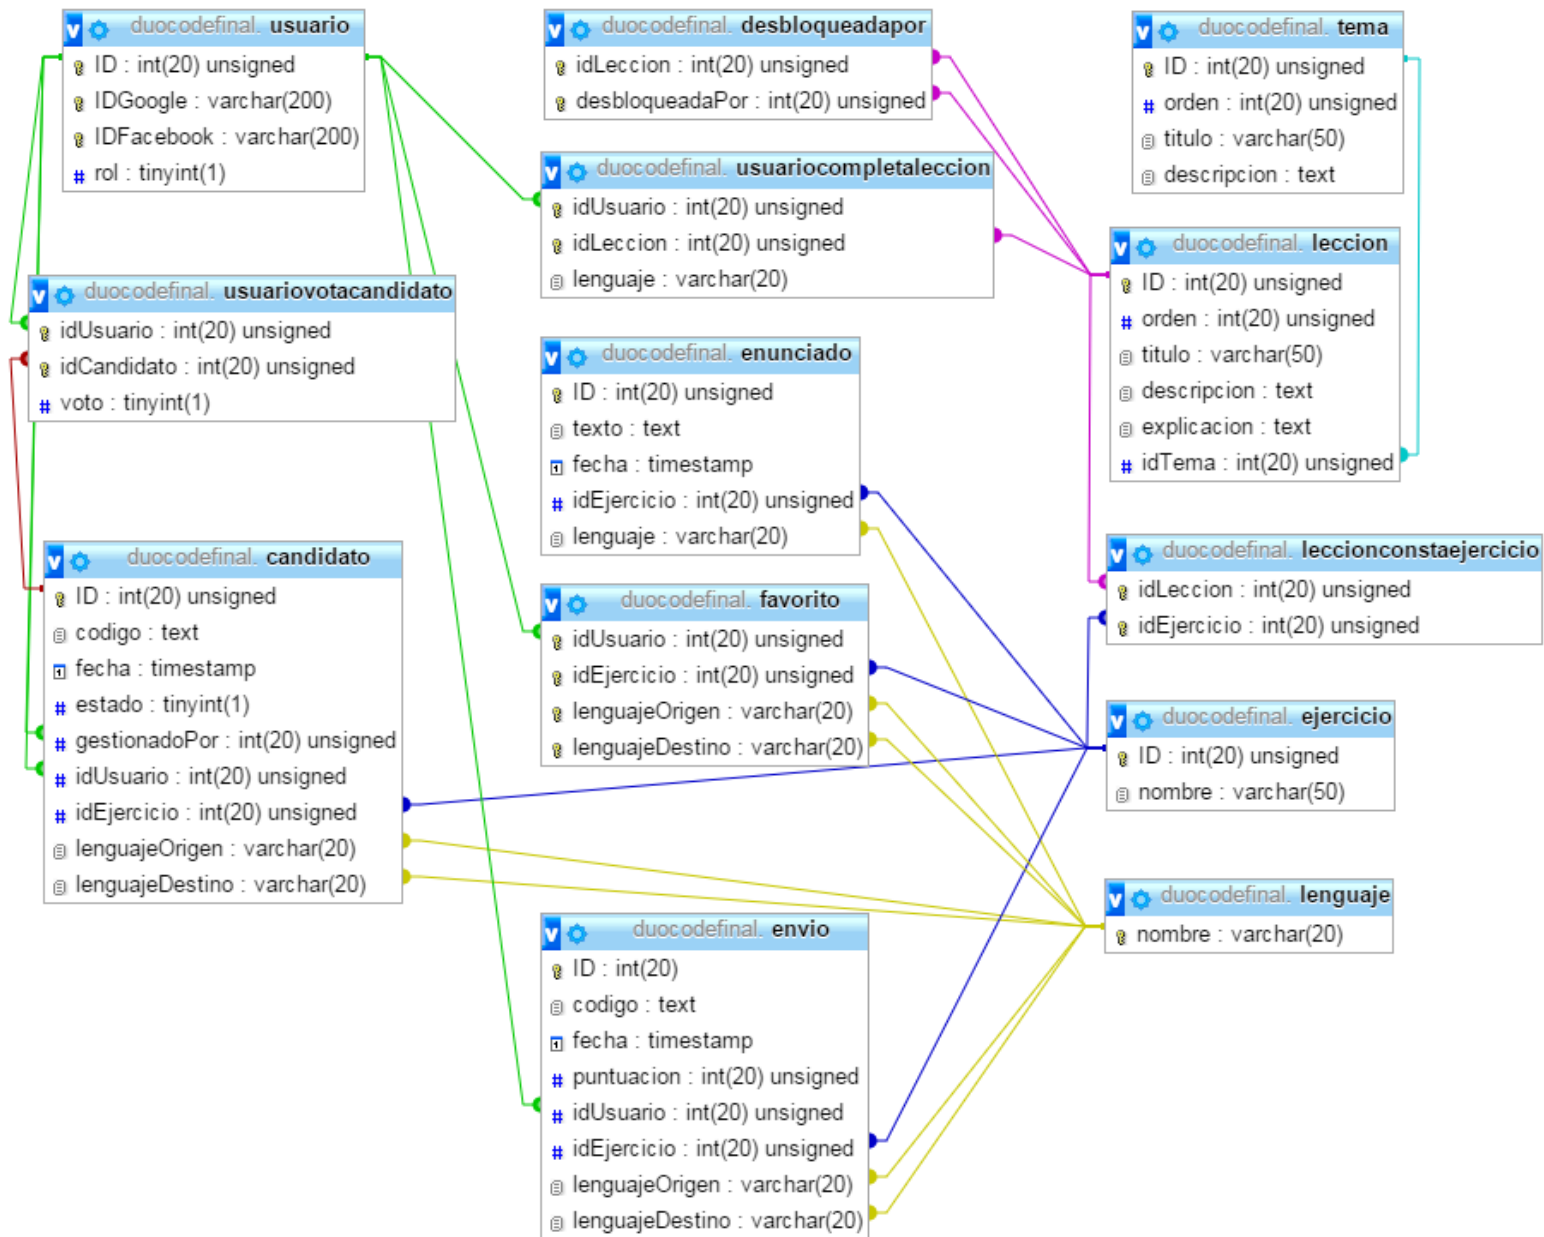 duocodefinal. usuario
ID : int(20) unsigned
IDGoogle : varchar(200)
IDFacebook : varchar(200)
rol : tinyint(1)
duocodefinal. desbloqueadapor
idLeccion : int(20) unsigned
desbloqueadaPor : int(20) unsigned
duocodefinal. tema
ID : int(20) unsigned
orden : int(20) unsigned
titulo : varchar(50)
descripcion : text
duocodefinal. usuariocompletaleccion
idUsuario : int(20) unsigned
idLeccion : int(20) unsigned
lenguaje : varchar(20)
duocodefinal. leccion
ID : int(20) unsigned
orden : int(20) unsigned
titulo : varchar(50)
descripcion : text
explicacion : text
idTema : int(20) unsigned
duocodefinal. usuariovotacandidato
idUsuario : int(20) unsigned
idCandidato : int(20) unsigned
voto : tinyint(1)
duocodefinal. enunciado
ID : int(20) unsigned
texto : text
fecha : timestamp
idEjercicio : int(20) unsigned
lenguaje : varchar(20)
duocodefinal. leccionconstaejercicio
idLeccion : int(20) unsigned
idEjercicio : int(20) unsigned
duocodefinal. candidato
ID : int(20) unsigned
codigo : text
fecha : timestamp
estado : tinyint(1)
gestionadoPor : int(20) unsigned
idUsuario : int(20) unsigned
idEjercicio : int(20) unsigned
lenguajeOrigen : varchar(20)
lenguajeDestino : varchar(20)
duocodefinal. favorito
idUsuario : int(20) unsigned
idEjercicio : int(20) unsigned
lenguajeOrigen : varchar(20)
lenguajeDestino : varchar(20)
duocodefinal. ejercicio
ID : int(20) unsigned
nombre : varchar(50)
duocodefinal. lenguaje
nombre : varchar(20)
duocodefinal. envio
ID : int(20)
codigo : text
fecha : timestamp
puntuacion : int(20) unsigned
idUsuario : int(20) unsigned
idEjercicio : int(20) unsigned
lenguajeOrigen : varchar(20)
lenguajeDestino : varchar(20)